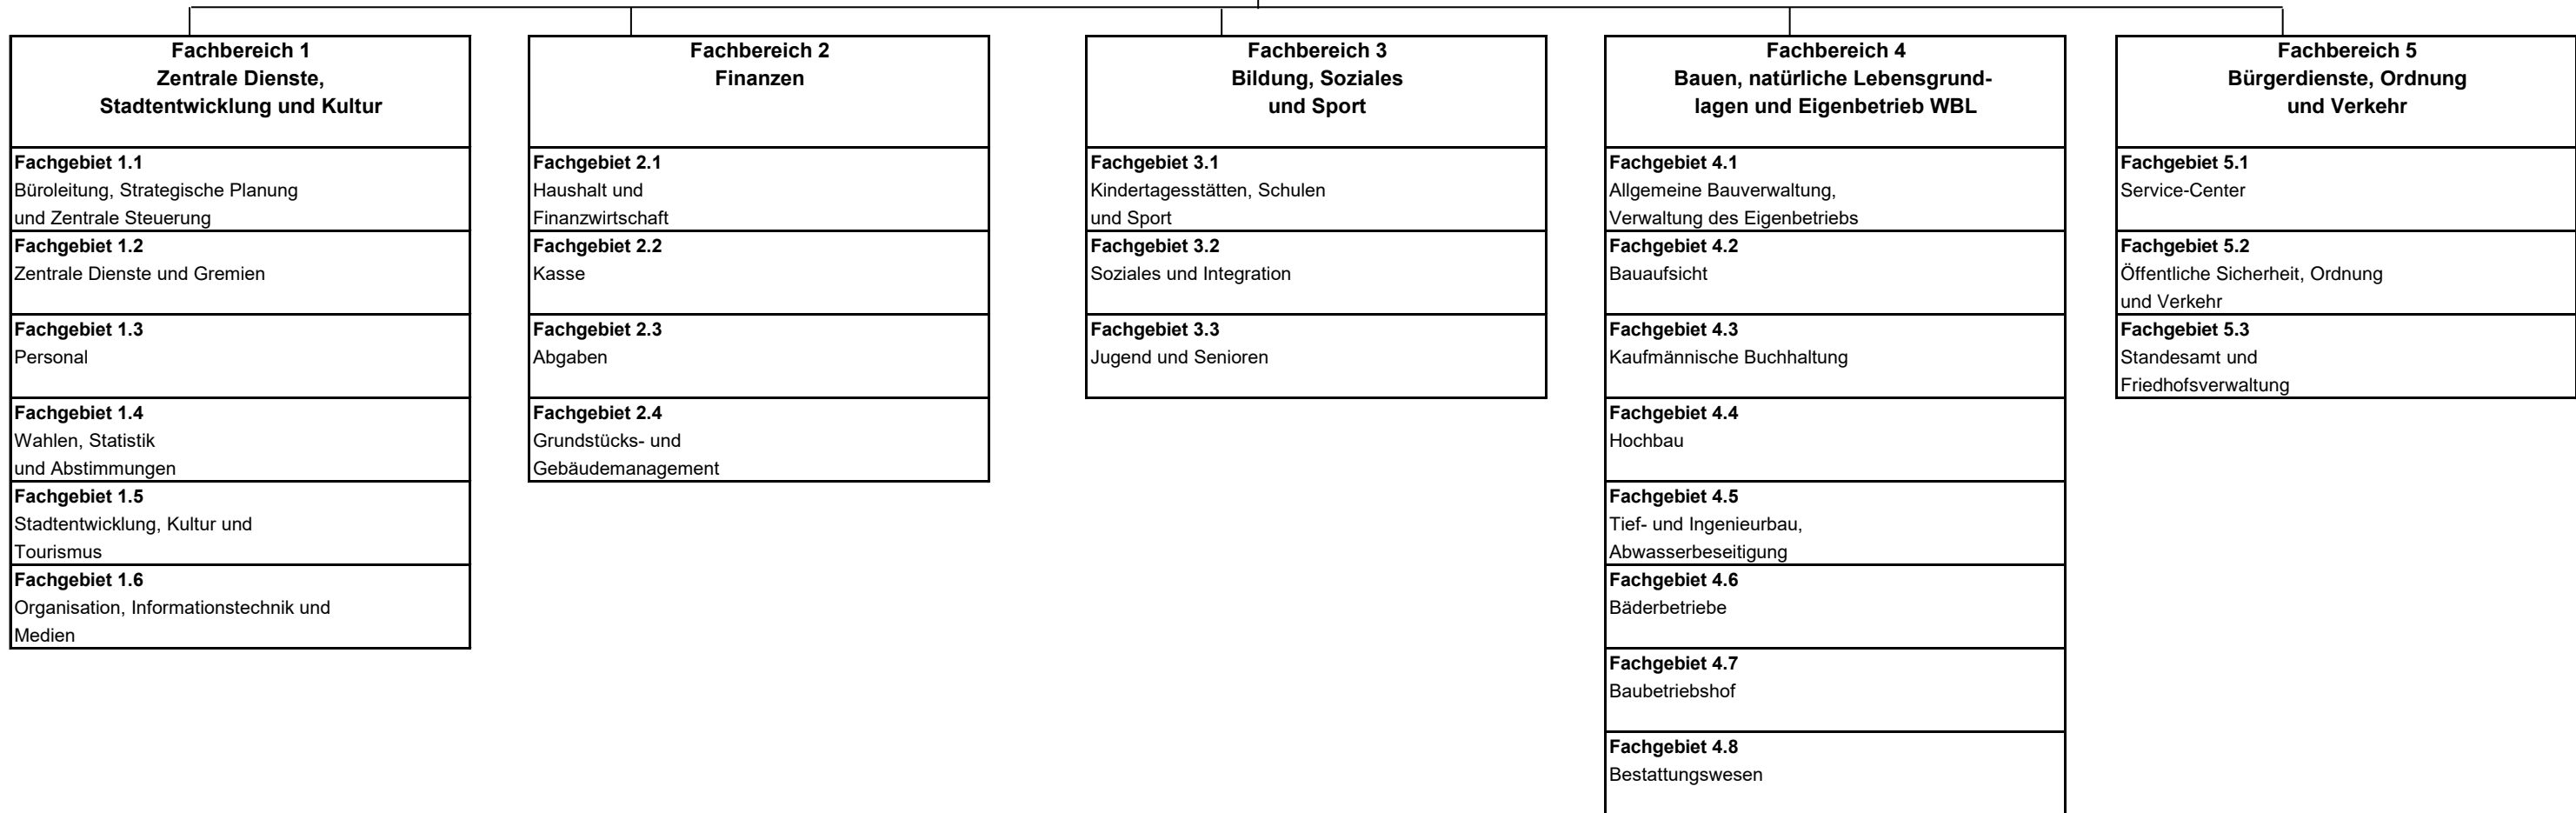 Fachbereich 1
Zentrale Dienste,
Stadtentwicklung und Kultur
Fachgebiet 1.1
Büroleitung, Strategische Planung
und Zentrale Steuerung
Fachgebiet 1.2
Zentrale Dienste und Gremien
Fachgebiet 1.3
Personal
Fachgebiet 1.4
Wahlen, Statistik
und Abstimmungen
Fachgebiet 1.5
Stadtentwicklung, Kultur und
Tourismus
Fachgebiet 1.6
Organisation, Informationstechnik und
Medien
Fachbereich 2
Finanzen
Fachgebiet 2.1
Haushalt und
Finanzwirtschaft
Fachgebiet 2.2
Kasse
Fachgebiet 2.3
Abgaben
Fachgebiet 2.4
Grundstücks- und
Gebäudemanagement
Fachbereich 3
Bildung, Soziales
und Sport
Fachgebiet 3.1
Kindertagesstätten, Schulen
und Sport
Fachgebiet 3.2
Soziales und Integration
Fachgebiet 3.3
Jugend und Senioren
Fachbereich 4
Bauen, natürliche Lebensgrund-
lagen und Eigenbetrieb WBL
Fachgebiet 4.1
Allgemeine Bauverwaltung,
Verwaltung des Eigenbetriebs
Fachgebiet 4.2
Bauaufsicht
Fachgebiet 4.3
Kaufmännische Buchhaltung
Fachgebiet 4.4
Hochbau
Fachgebiet 4.5
Tief- und Ingenieurbau,
Abwasserbeseitigung
Fachgebiet 4.6
Bäderbetriebe
Fachgebiet 4.7
Baubetriebshof
Fachgebiet 4.8
Bestattungswesen
Fachbereich 5
Bürgerdienste, Ordnung
und Verkehr
Fachgebiet 5.1
Service-Center
Fachgebiet 5.2
Öffentliche Sicherheit, Ordnung
und Verkehr
Fachgebiet 5.3
Standesamt und
Friedhofsverwaltung